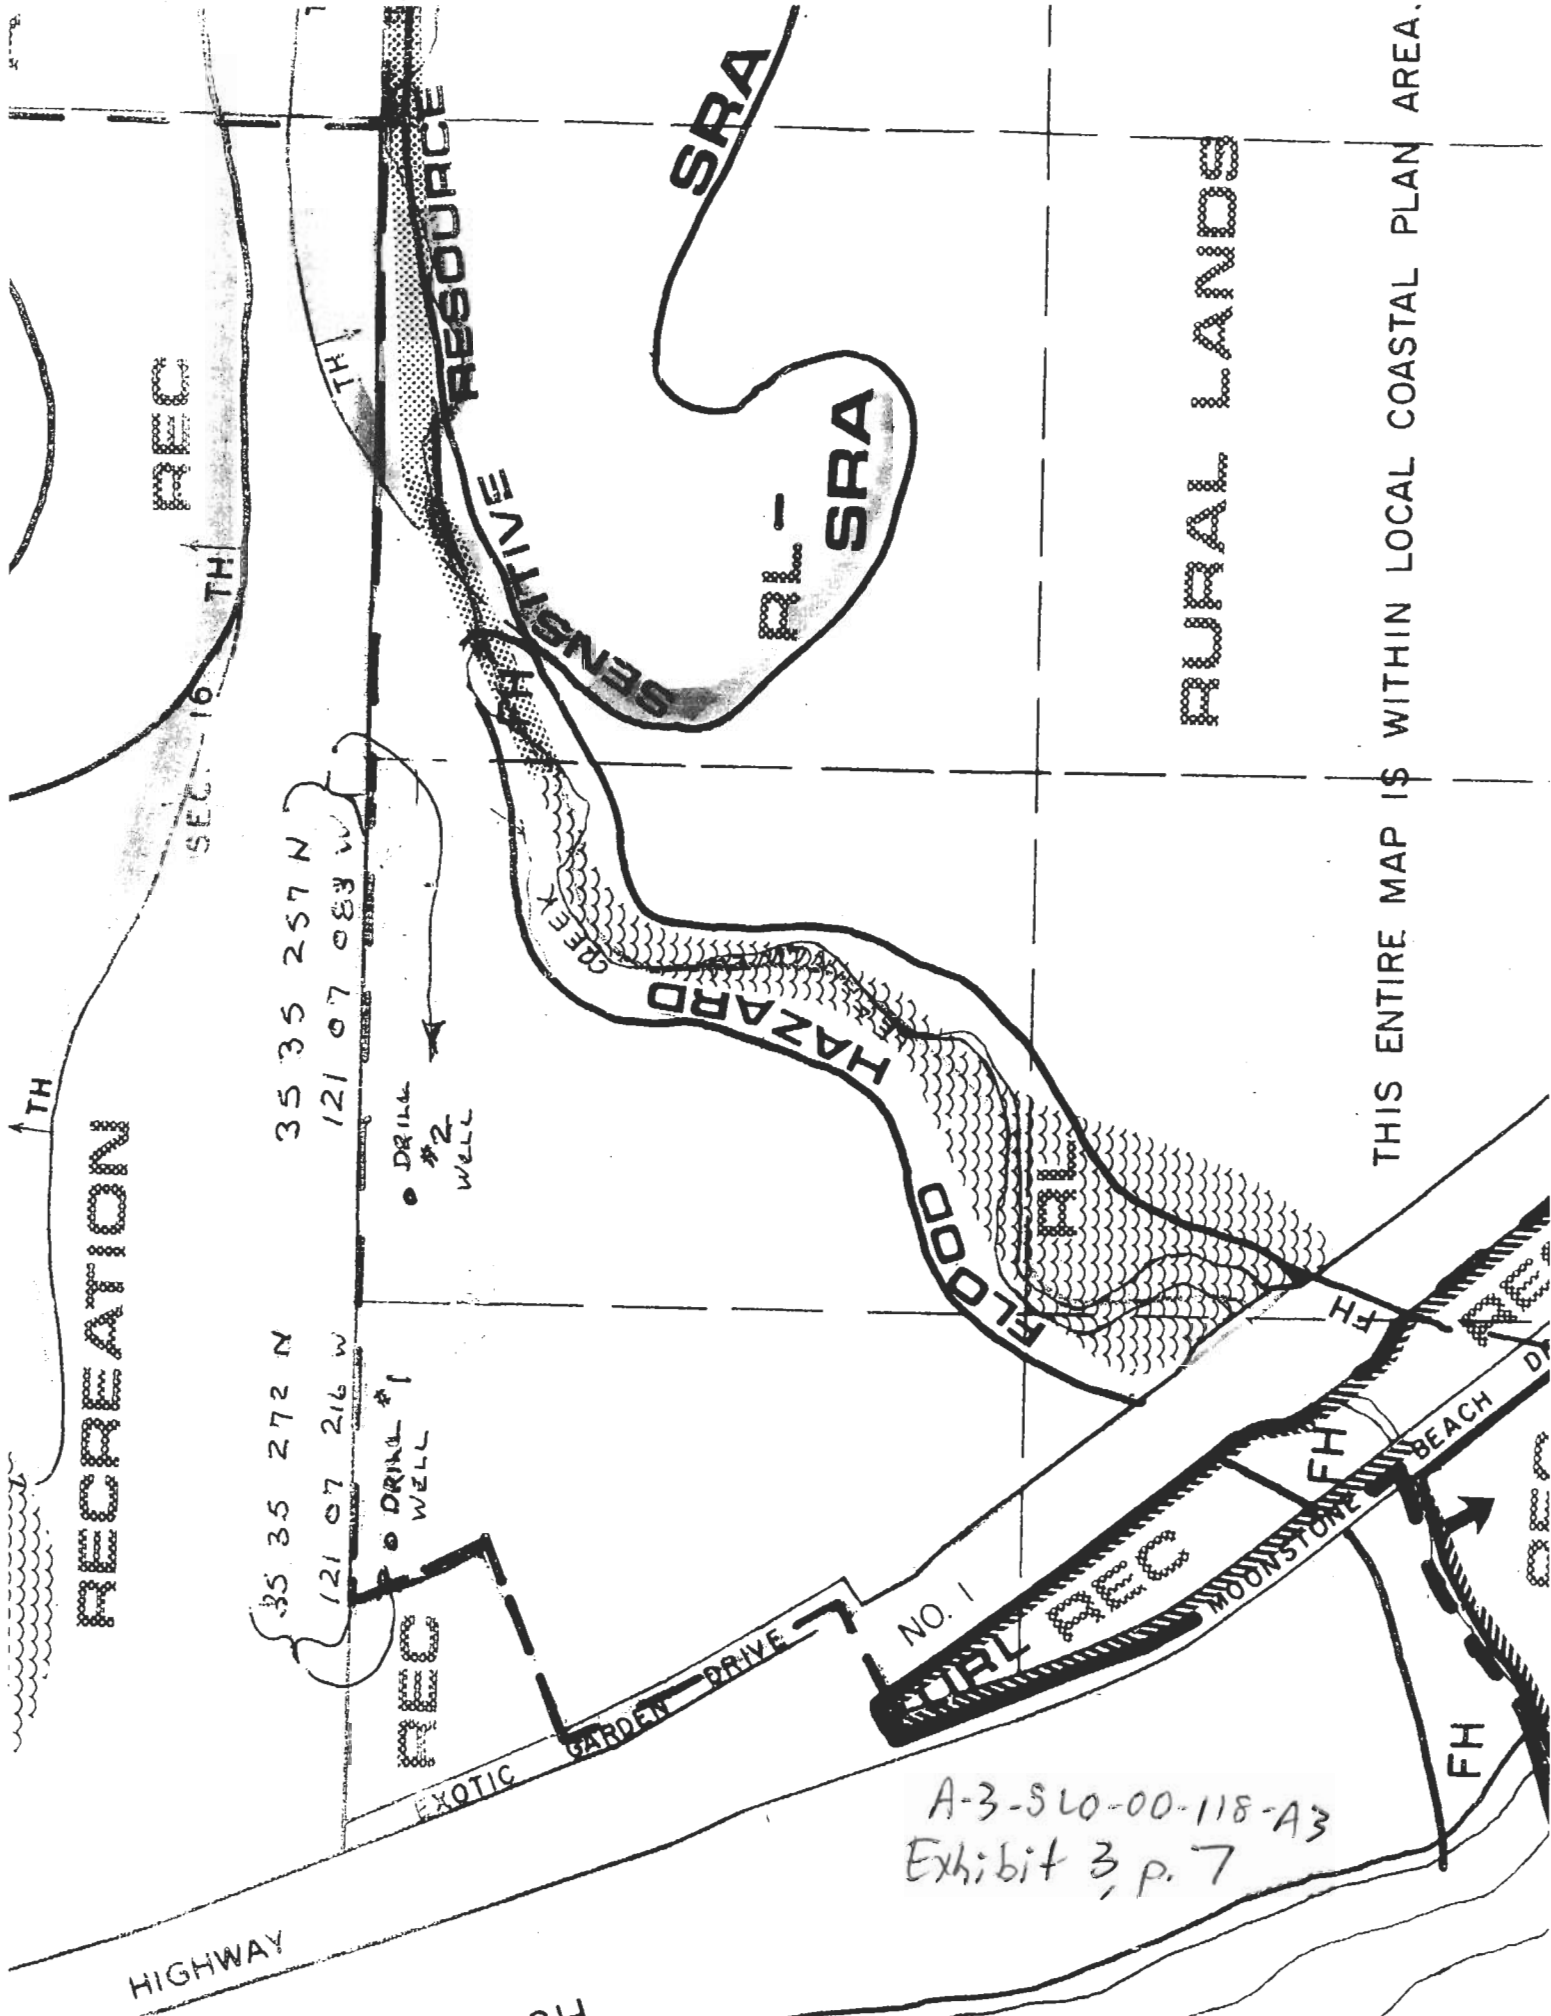 REC
TH
SEC. 16
TH
RECREATION
TH
35 35 257 N
121 07 083 W
35 35 272 N
121 07 216 W
DRILL
#2
WELL
DRILL #1
WELL
REC
SENSITIVE RESOURCE
SRA
RL-
SRA
FH
CREEK
FLOOD HAZARD
RL
RURAL LANDS
THIS ENTIRE MAP IS WITHIN LOCAL COASTAL PLAN AREA.
EXOTIC GARDEN DRIVE
HIGHWAY NO. 1
URL
REC
MOONSTONE BEACH
FH
FH
FH
A-3-SLO-00-118-A3
Exhibit 3, p. 7